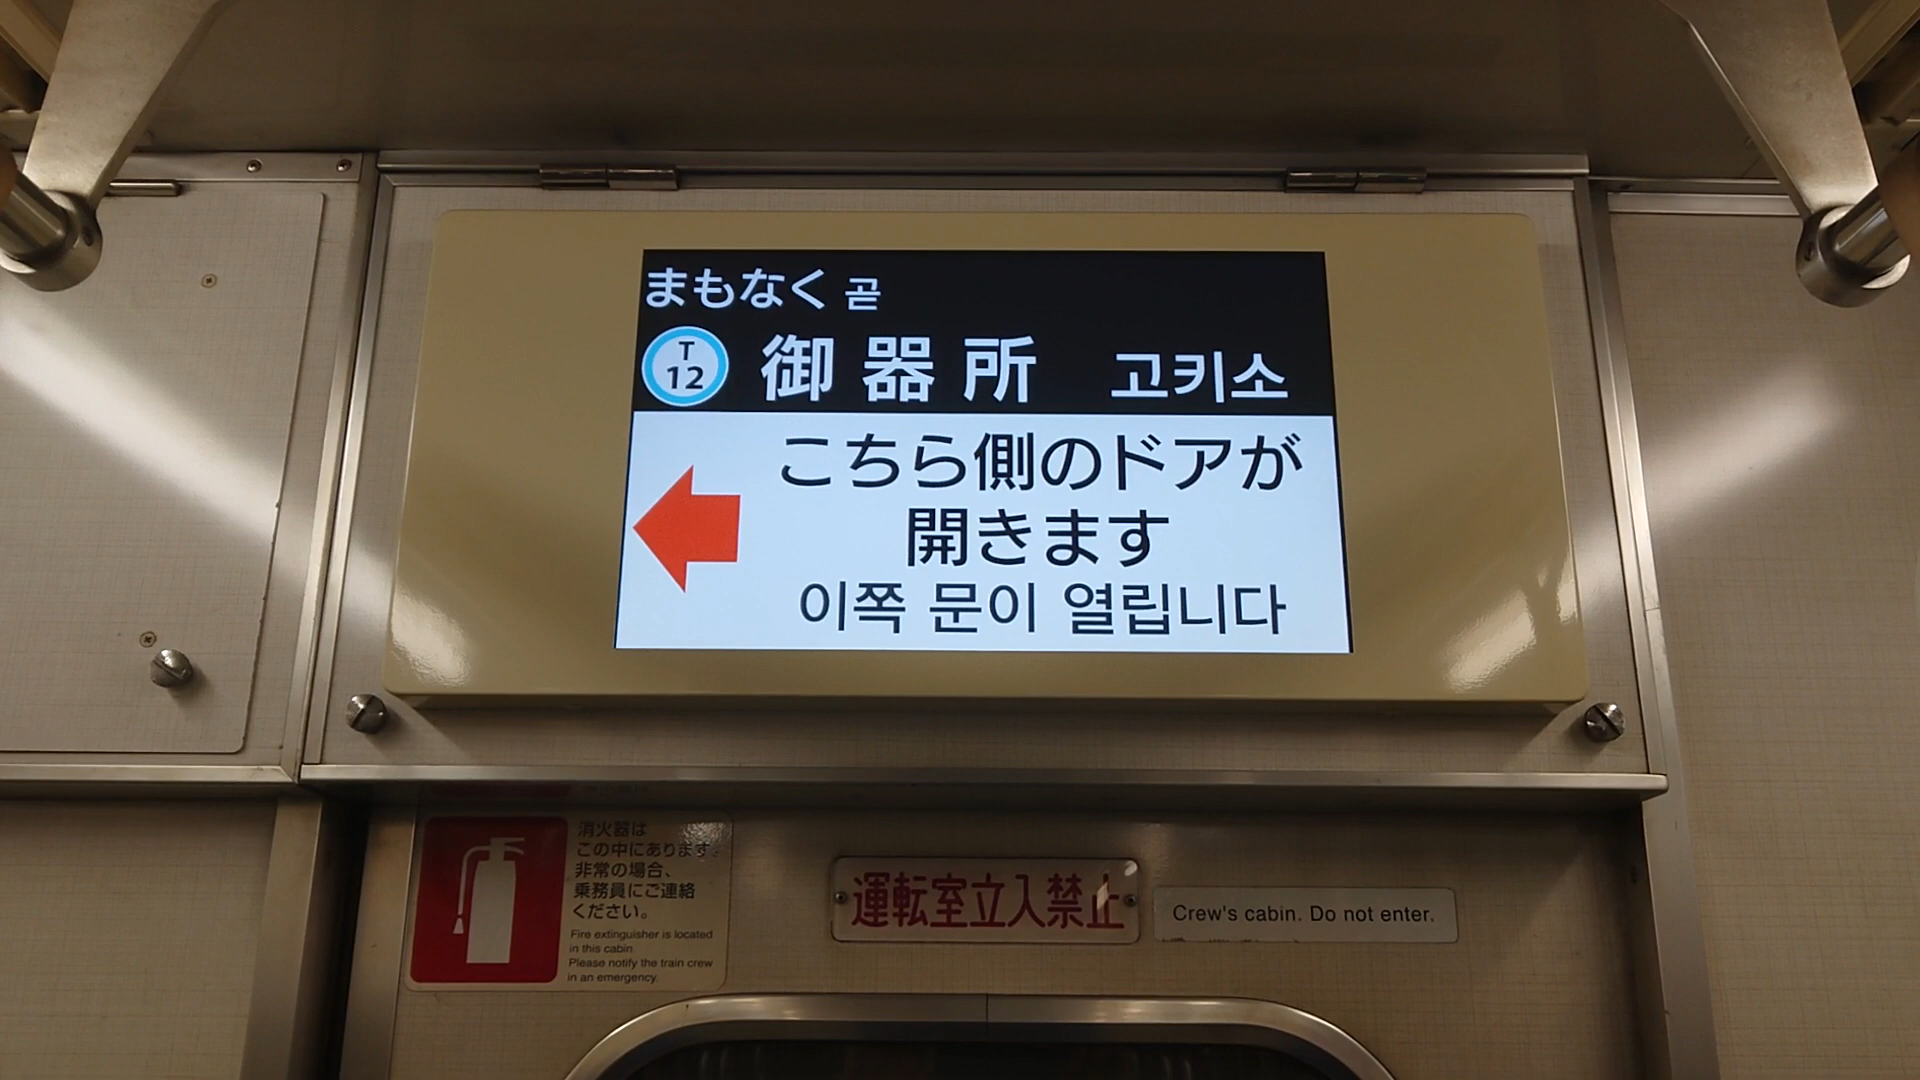 まもなく 곧
T
12
御器所 고키소
こちら側のドアが
開きます
이쪽 문이 열립니다
消火器は
この中にあります。
非常の場合、
乗務員にご連絡
ください。
Fire extinguisher is located
in this cabin
Please notify the train crew
in an emergency.
運転室立入禁止
Crew's cabin. Do not enter.